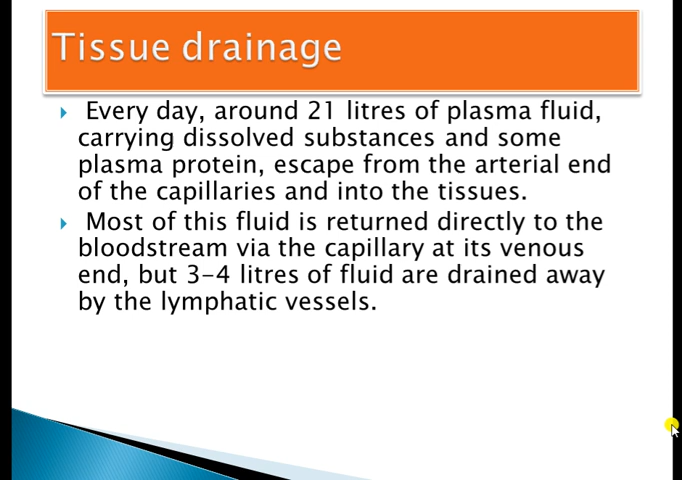 Tissue drainage
Every day, around 21 litres of plasma fluid,
carrying dissolved substances and some
plasma protein, escape from the arterial end
of the capillaries and into the tissues.
Most of this fluid is returned directly to the
bloodstream via the capillary at its venous
end, but 3-4 litres of fluid are drained away
by the lymphatic vessels.